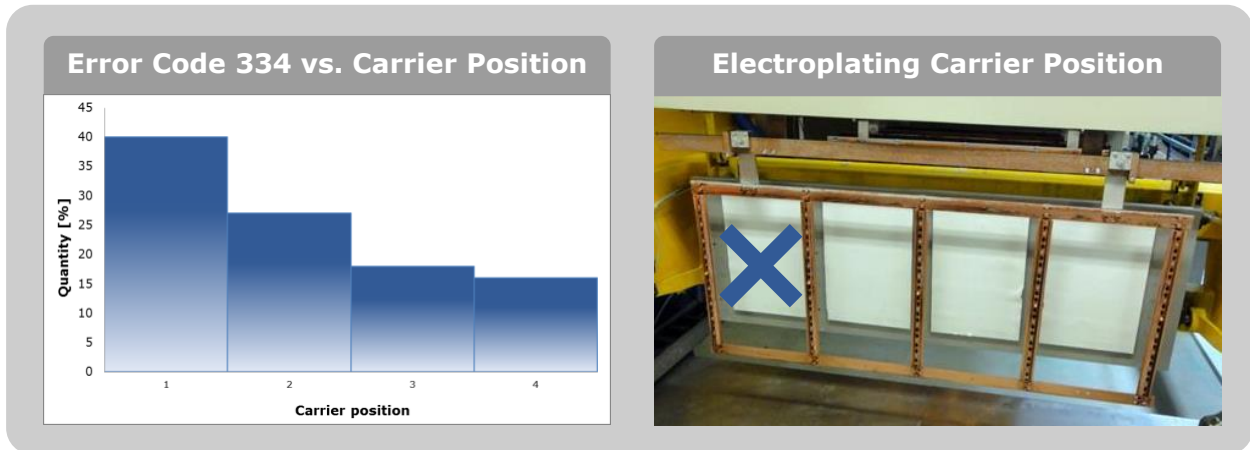 Error Code 334 vs. Carrier Position
Quantity [%]
45
40
35
30
25
20
15
10
5
0
1 2 3 4
Carrier position
Electroplating Carrier Position